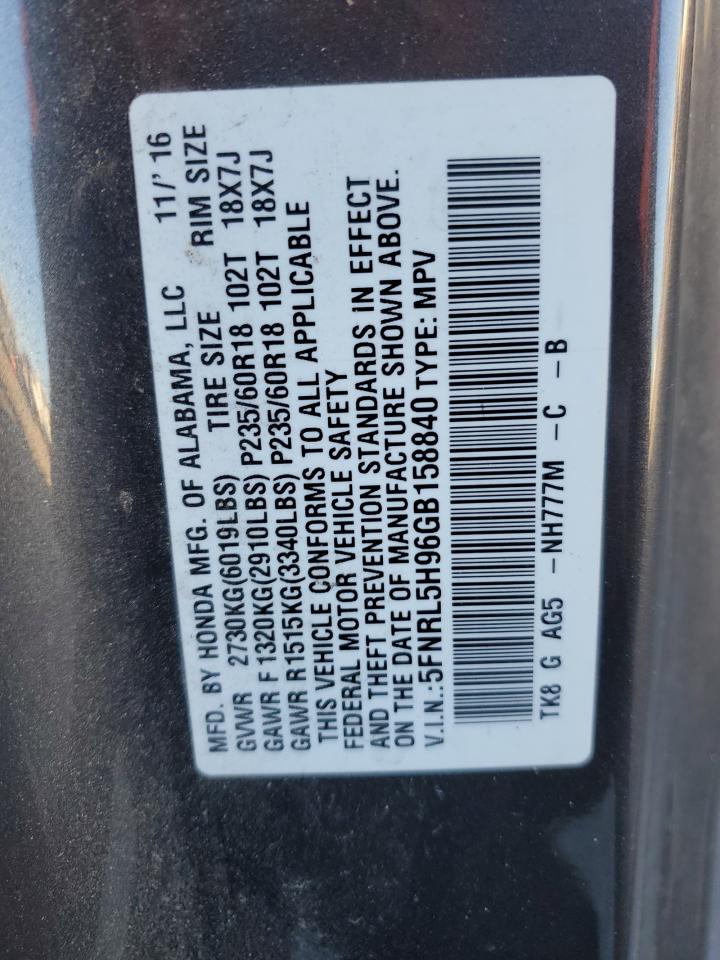 MFD. BY HONDA MFG. OF ALABAMA, LLC 11/' 16
GVWR 2730KG(6019LBS) TIRE SIZE RIM SIZE
GAWR F 1320KG(2910LBS) P235/60R18 102T 18X7J
GAWR R1515KG(3340LBS) P235/60R18 102T 18X7J
THIS VEHICLE CONFORMS TO ALL APPLICABLE
FEDERAL MOTOR VEHICLE SAFETY
AND THEFT PREVENTION STANDARDS IN EFFECT
ON THE DATE OF MANUFACTURE SHOWN ABOVE.
V.I.N.:5FNRL5H96GB158840 TYPE: MPV
TK8 G AG5 -NH777M -C -B